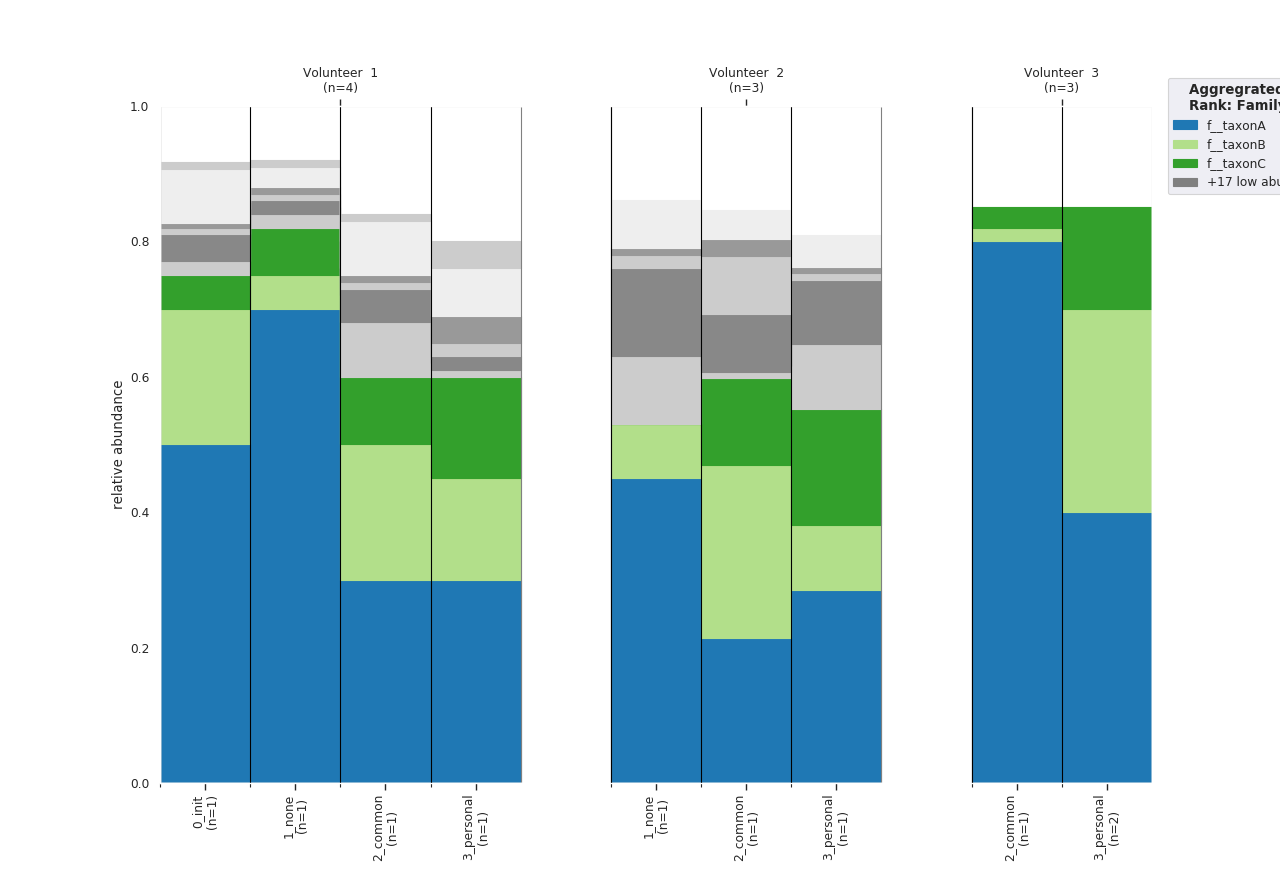 Volunteer 1
(n=4)
Volunteer 2
(n=3)
Volunteer 3
(n=3)
Aggregrated
Rank: Family
f__taxonA
f__taxonB
f__taxonC
+17 low abu
relative abundance
1.0
0.8
0.6
0.4
0.2
0.0
0_init
(n=1)
1_none
(n=1)
2_common
(n=1)
3_personal
(n=1)
1_none
(n=1)
2_common
(n=1)
3_personal
(n=1)
2_common
(n=1)
3_personal
(n=2)